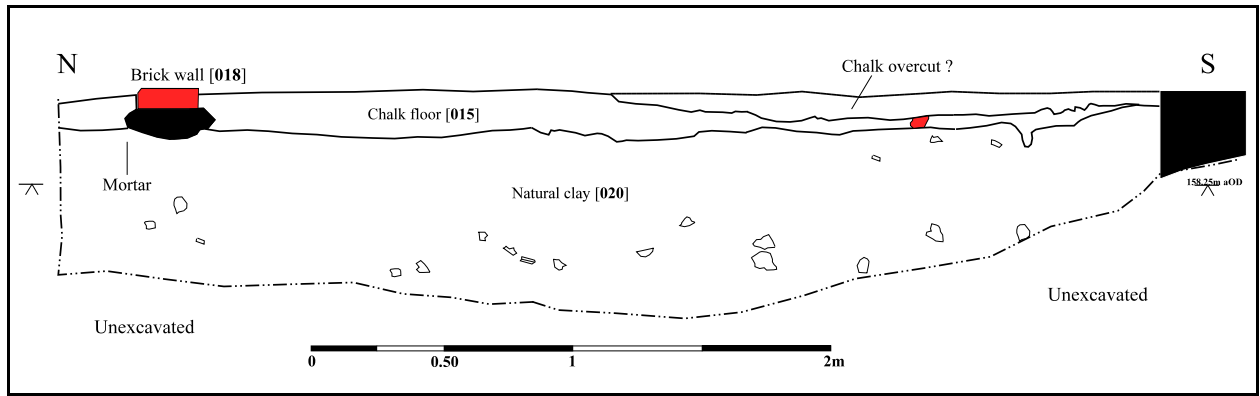 N
S
Brick wall [018]
Chalk overcut ?
Chalk floor [015]
Mortar
Natural clay [020]
158.25m aOD
Unexcavated
Unexcavated
0 0.50 1 2m